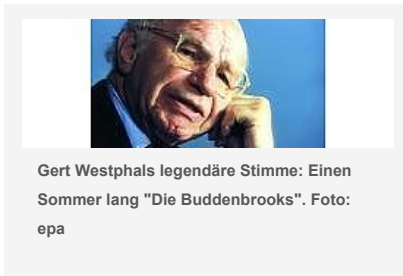 Gert Westphals legendäre Stimme: Einen
Sommer lang "Die Buddenbrooks". Foto:
epa